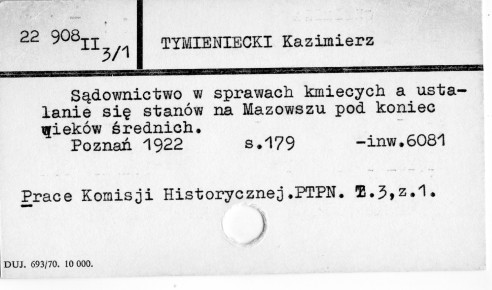 22 908 II 3/1
TYMIENIECKI Kazimierz
Sądownictwo w sprawach kmiecych a usta-
lanie się stanów na Mazowszu pod koniec
wieków średnich.
Poznań 1922 s.179 -inw.6081
Prace Komisji Historycznej.PTPN. T.3,z.1.
DUJ. 693/70. 10 000.